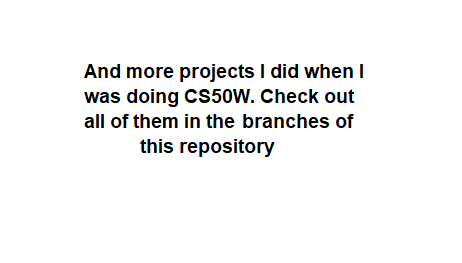 And more projects I did when I
was doing CS50W. Check out
all of them in the branches of
this repository